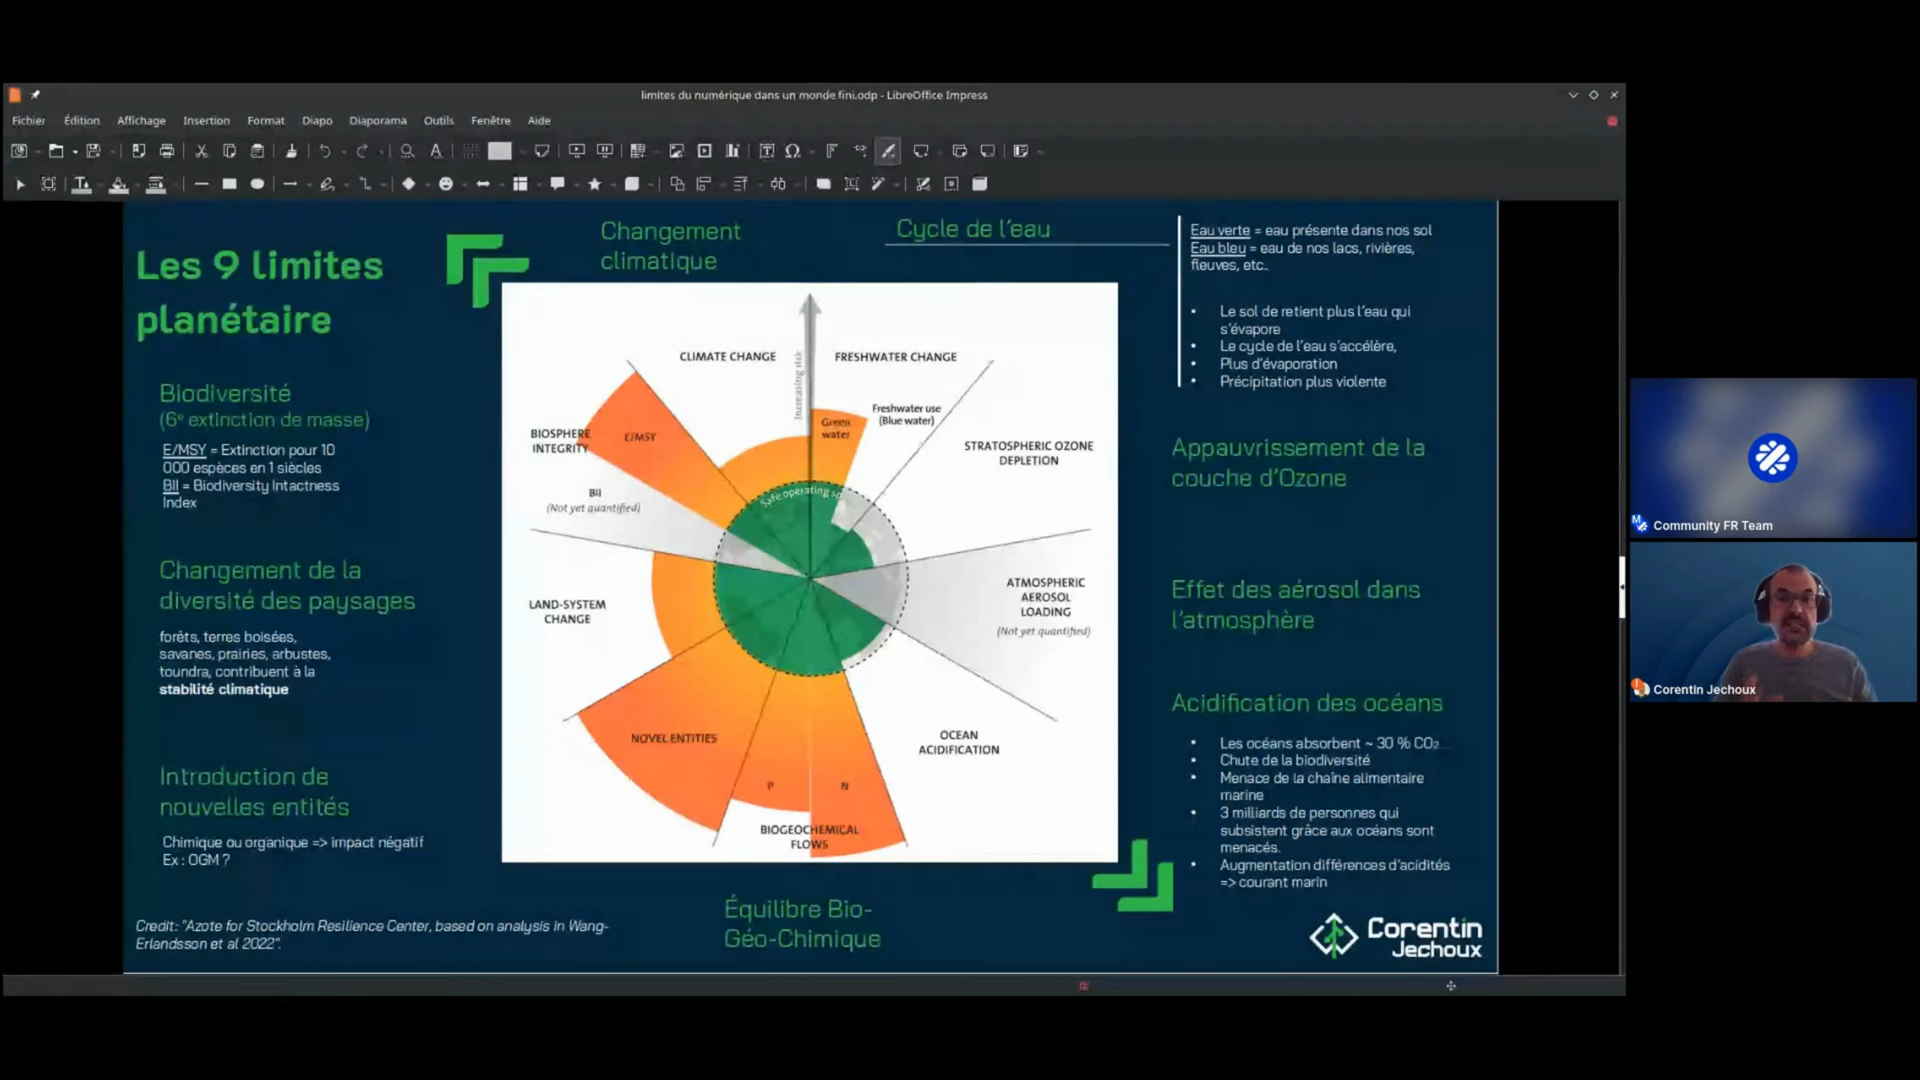 limites du numérique dans un monde fini.odp - LibreOffice Impress
Fichier Édition Affichage Insertion Format Diapo Diaporama Outils Fenêtre Aide
Les 9 limites
planétaire
Changement
climatique
Cycle de l'eau
Eau verte = eau présente dans nos sol
Eau bleu = eau de nos lacs, rivières,
fleuves, etc..
• Le sol de retient plus l'eau qui
s'évapore
• Le cycle de l'eau s'accélère,
• Plus d'évaporation
• Précipitation plus violente
Biodiversité
(6e extinction de masse)
E/MSY = Extinction pour 10
000 espèces en 1 siècles
BII = Biodiversity Intactness
Index
Changement de la
diversité des paysages
forêts, terres boisées,
savanes, prairies, arbustes,
toundra, contribuent à la
stabilité climatique
Introduction de
nouvelles entités
Chimique ou organique => impact négatif
Ex : OGM ?
CLIMATE CHANGE
FRESHWATER CHANGE
Increasing risk
Green
water
Freshwater use
(Blue water)
BIOSPHERE
INTEGRITY
E/MSY
STRATOSPHERIC OZONE
DEPLETION
BII
(Not yet quantified)
Safe operating
LAND-SYSTEM
CHANGE
ATMOSPHERIC
AEROSOL
LOADING
(Not yet quantified)
NOVEL ENTITIES
OCEAN
ACIDIFICATION
P
N
BIOGEOCHEMICAL
FLOWS
Appauvrissement de la
couche d'Ozone
Effet des aérosol dans
l'atmosphère
Acidification des océans
• Les océans absorbent ~ 30 % CO2
• Chute de la biodiversité
• Menace de la chaîne alimentaire
marine
• 3 milliards de personnes qui
subsistent grâce aux océans sont
menacés.
• Augmentation différences d'acidités
=> courant marin
Équilibre Bio-
Géo-Chimique
Credit: "Azote for Stockholm Resilience Center, based on analysis in Wang-
Erlandsson et al 2022".
Corentin
Jechoux
Community FR Team
Corentin Jechoux